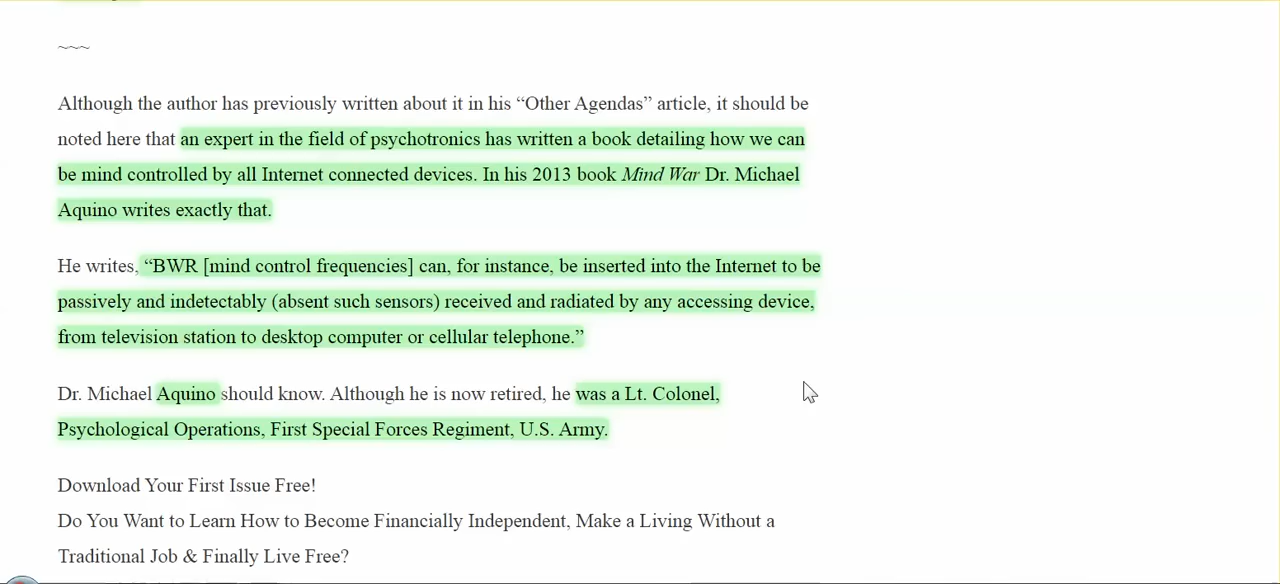 ~~~
Although the author has previously written about it in his “Other Agendas” article, it should be
noted here that an expert in the field of psychotronics has written a book detailing how we can
be mind controlled by all Internet connected devices. In his 2013 book Mind War Dr. Michael
Aquino writes exactly that.
He writes, “BWR [mind control frequencies] can, for instance, be inserted into the Internet to be
passively and indetectably (absent such sensors) received and radiated by any accessing device,
from television station to desktop computer or cellular telephone.”
Dr. Michael Aquino should know. Although he is now retired, he was a Lt. Colonel,
Psychological Operations, First Special Forces Regiment, U.S. Army.
Download Your First Issue Free!
Do You Want to Learn How to Become Financially Independent, Make a Living Without a
Traditional Job & Finally Live Free?